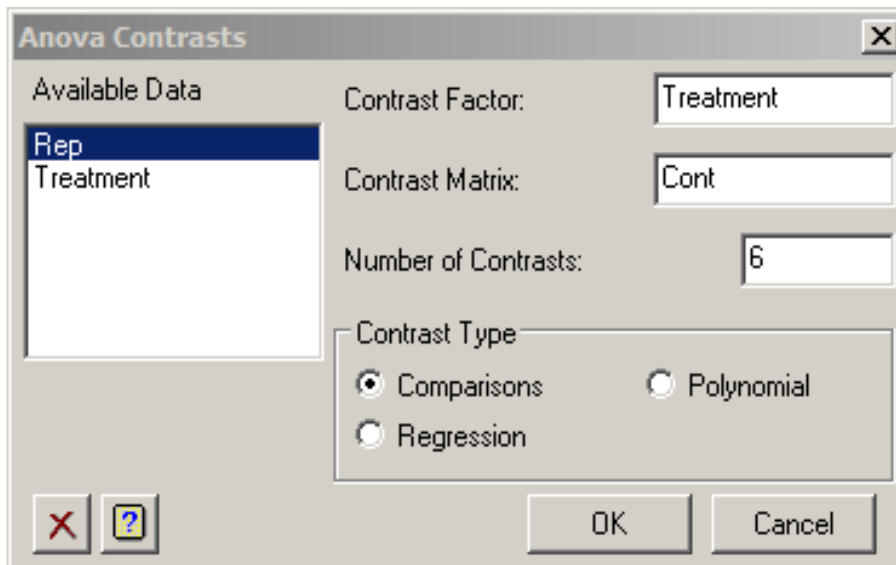 Anova Contrasts
Available Data
Rep
Treatment
Contrast Factor:
Treatment
Contrast Matrix:
Cont
Number of Contrasts:
6
Contrast Type
Comparisons
Polynomial
Regression
?
OK
Cancel